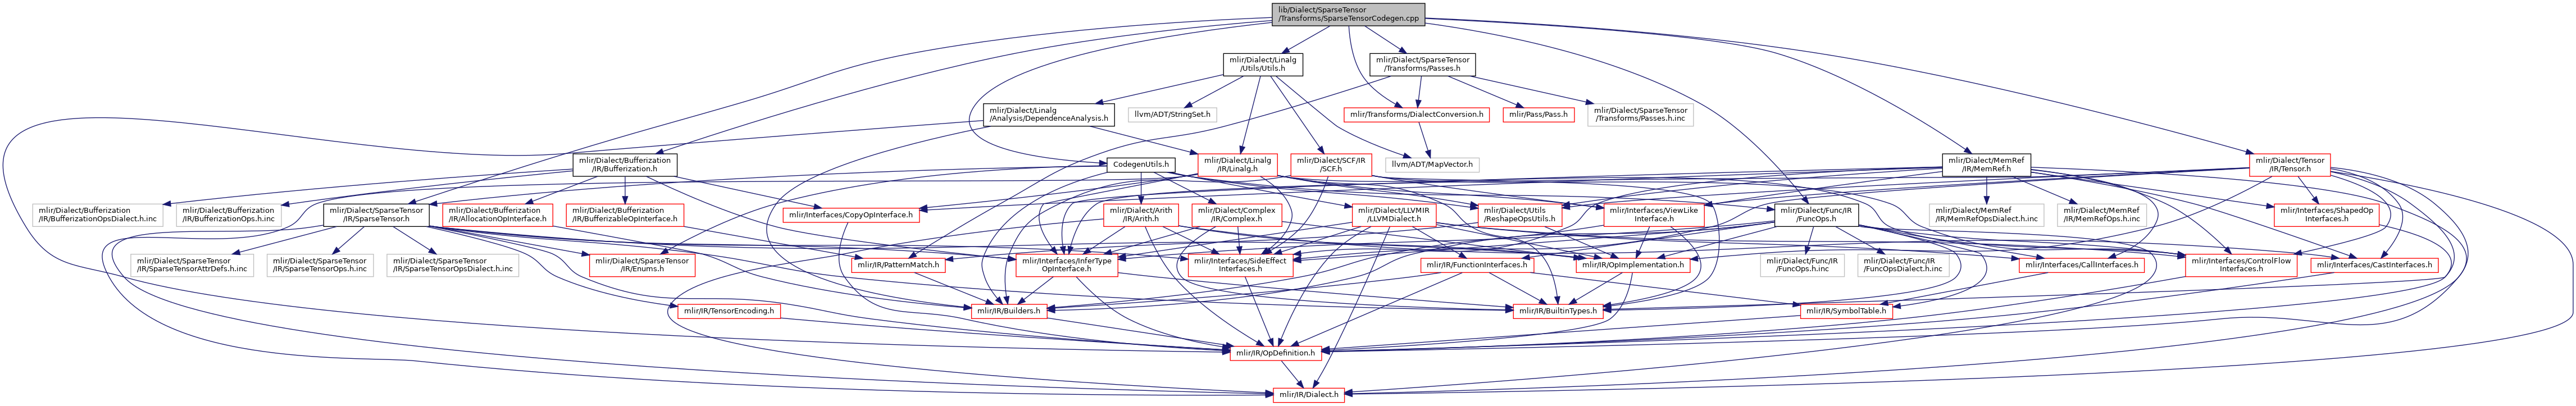 lib/Dialect/SparseTensor
/Transforms/SparseTensorCodegen.cpp
mlir/Dialect/Linalg
/Utils/Utils.h
mlir/Dialect/SparseTensor
/Transforms/Passes.h
mlir/Dialect/Linalg
/Analysis/DependenceAnalysis.h
llvm/ADT/StringSet.h
mlir/Transforms/DialectConversion.h
mlir/Pass/Pass.h
mlir/Dialect/SparseTensor
/Transforms/Passes.h.inc
mlir/Dialect/Bufferization
/IR/Bufferization.h
CodegenUtils.h
mlir/Dialect/Linalg
/IR/Linalg.h
mlir/Dialect/SCF/IR
/SCF.h
llvm/ADT/MapVector.h
mlir/Dialect/MemRef
/IR/MemRef.h
mlir/Dialect/Tensor
/IR/Tensor.h
mlir/Dialect/Bufferization
/IR/BufferizationOpsDialect.h.inc
mlir/Dialect/Bufferization
/IR/BufferizationOps.h.inc
mlir/Dialect/SparseTensor
/IR/SparseTensor.h
mlir/Dialect/Bufferization
/IR/AllocationOpInterface.h
mlir/Dialect/Bufferization
/IR/BufferizableOpInterface.h
mlir/Interfaces/CopyOpInterface.h
mlir/Dialect/Arith
/IR/Arith.h
mlir/Dialect/Complex
/IR/Complex.h
mlir/Dialect/LLVMIR
/LLVMDialect.h
mlir/Dialect/Utils
/ReshapeOpsUtils.h
mlir/Interfaces/ViewLike
Interface.h
mlir/Dialect/Func/IR
/FuncOps.h
mlir/Dialect/MemRef
/IR/MemRefOpsDialect.h.inc
mlir/Dialect/MemRef
/IR/MemRefOps.h.inc
mlir/Interfaces/ShapedOp
Interfaces.h
mlir/Dialect/SparseTensor
/IR/SparseTensorAttrDefs.h.inc
mlir/Dialect/SparseTensor
/IR/SparseTensorOps.h.inc
mlir/Dialect/SparseTensor
/IR/SparseTensorOpsDialect.h.inc
mlir/Dialect/SparseTensor
/IR/Enums.h
mlir/IR/PatternMatch.h
mlir/Interfaces/InferType
OpInterface.h
mlir/Interfaces/SideEffect
Interfaces.h
mlir/IR/FunctionInterfaces.h
mlir/IR/OpImplementation.h
mlir/Dialect/Func/IR
/FuncOps.h.inc
mlir/Dialect/Func/IR
/FuncOpsDialect.h.inc
mlir/Interfaces/CallInterfaces.h
mlir/Interfaces/ControlFlow
Interfaces.h
mlir/Interfaces/CastInterfaces.h
mlir/IR/TensorEncoding.h
mlir/IR/Builders.h
mlir/IR/BuiltinTypes.h
mlir/IR/SymbolTable.h
mlir/IR/OpDefinition.h
mlir/IR/Dialect.h